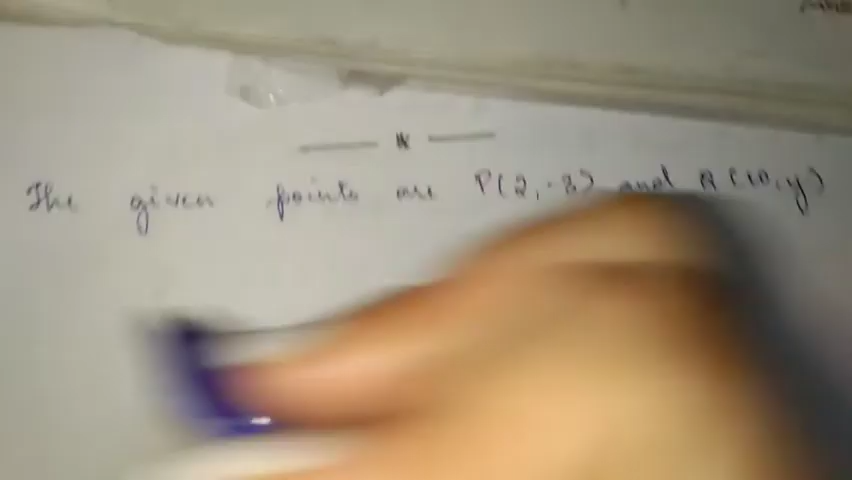 The given points are P(2,-3) and Q(10,y)